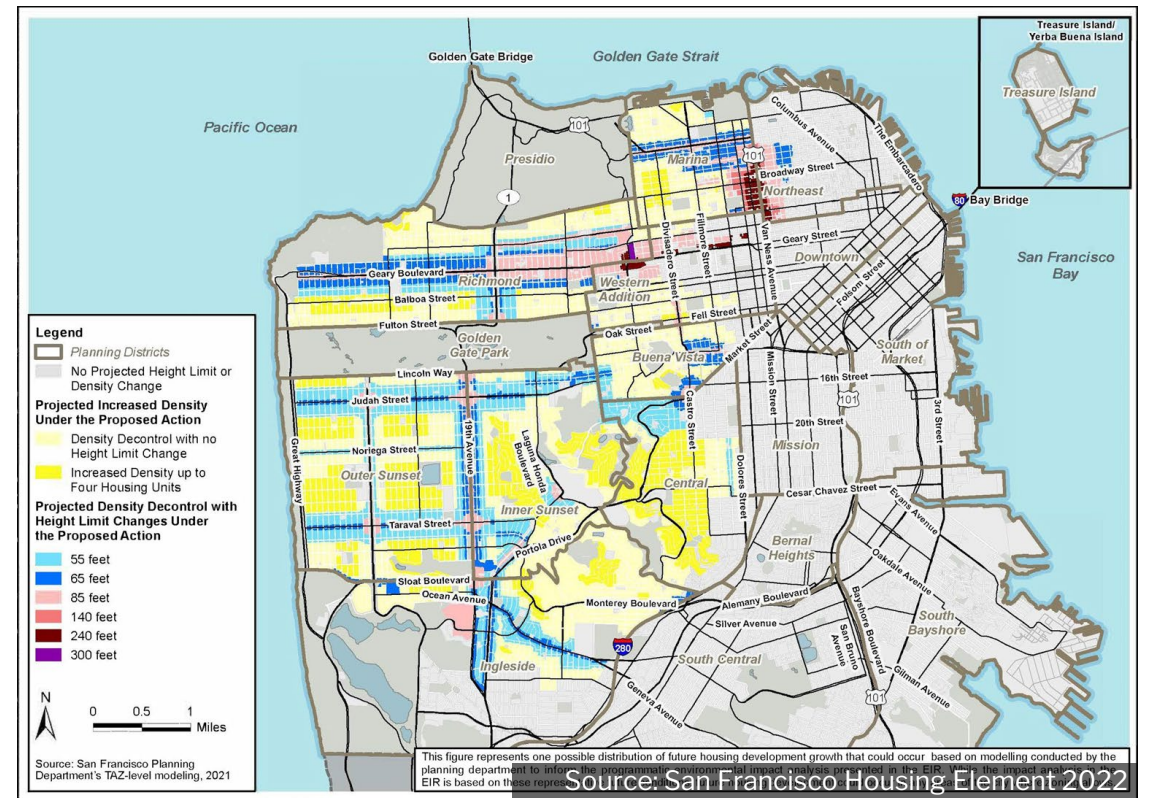 Treasure Island/
Yerba Buena Island
Treasure Island
Golden Gate Bridge
Golden Gate Strait
Pacific Ocean
101
Columbus Avenue
The Embarcadero
Presidio
Marina
101
Broadway Street
Northeast
1
80
Bay Bridge
Divisadero Street
Fillmore Street
Van Ness Avenue
Geary Street
Downtown
San Francisco
Bay
Geary Boulevard
Richmond
Western
Addition
Folsom Street
Balboa Street
Fulton Street
Fell Street
Oak Street
Market Street
Golden
Gate Park
Buena Vista
South of
Market
Lincoln Way
16th Street
Judah Street
Castro Street
Mission Street
101
3rd Street
20th Street
Great Highway
19th Avenue
Laguna Honda
Boulevard
Noriega Street
Mission
Outer Sunset
Dolores Street
Central
Cesar Chavez Street
Evans Avenue
Inner Sunset
Taraval Street
Portola Drive
Bernal
Heights
Oakdale Avenue
Sloat Boulevard
Ocean Avenue
Monterey Boulevard
Alemany Boulevard
Bayshore Boulevard
Silver Avenue
South
Bayshore
San Bruno
Avenue
280
Ingleside
South Central
Geneva Avenue
Gilman Avenue
101
Legend
Planning Districts
No Projected Height Limit or
Density Change
Projected Increased Density
Under the Proposed Action
Density Decontrol with no
Height Limit Change
Increased Density up to
Four Housing Units
Projected Density Decontrol with
Height Limit Changes Under
the Proposed Action
55 feet
65 feet
85 feet
140 feet
240 feet
300 feet
N
0 0.5 1
Miles
Source: San Francisco Planning
Department's TAZ-level modeling, 2021
This figure represents one possible distribution of future housing development growth that could occur based on modelling conducted by the
planning department to inform the programmatic environmental impact analysis presented in the EIR. While the impact analysis in the
EIR is based on these
Source: San Francisco Housing Element 2022